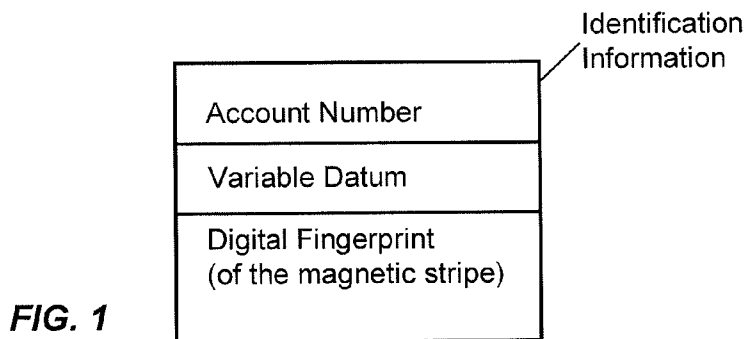 Identification
Information
Account Number
Variable Datum
Digital Fingerprint
(of the magnetic stripe)
FIG. 1